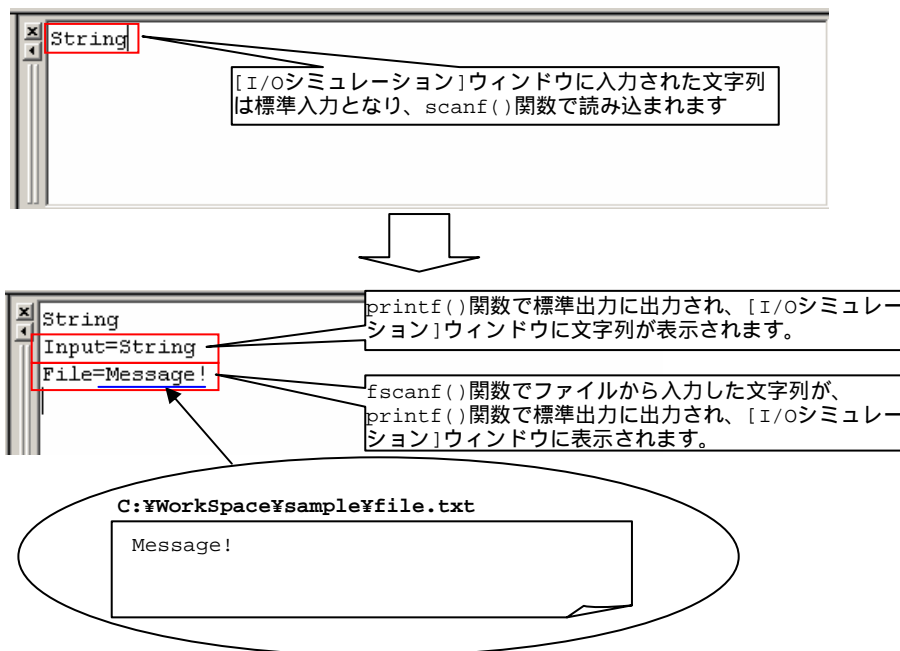 String
[I/Oシミュレーション]ウィンドウに入力された文字列
は標準入力となり、scanf()関数で読み込まれます
String
Input=String
File=Message!
printf()関数で標準出力に出力され、[I/Oシミュレー
ション]ウィンドウに文字列が表示されます。
fscanf()関数でファイルから入力した文字列が、
printf()関数で標準出力に出力され、[I/Oシミュレー
ション]ウィンドウに表示されます。
C:¥WorkSpace¥sample¥file.txt
Message!